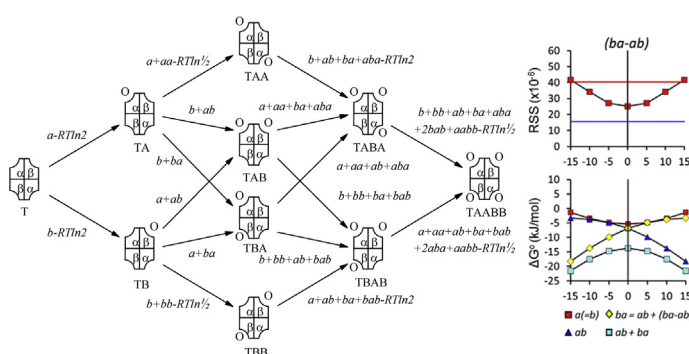 O
α β
β α
T
a-RTln2
b-RTln2
O
α β
β α
TA
O
α β
β α
TB
a+aa-RTln½
b+ab
b+ba
a+ab
a+ba
b+bb-RTln½
O
α β
β α
O
TAA
O O
α β
β α
TAB
O
α β
β α
O
TBA
O
α β
β α
O
TBB
b+ab+ba+aba-RTln2
a+aa+ba+aba
a+aa+ab+aba
b+bb+ba+bab
b+bb+ab+bab
a+ab+ba+bab-RTln2
O O
α β
β α
O
TABA
O O
α β
β α
O
TBAB
b+bb+ab+ba+aba
+2bab+aabb-RTln½
a+aa+ab+ba+bab
+2aba+aabb-RTln½
O O
α β
β α
O O
TAABB
(ba-ab)
RSS (x10⁻⁶)
60
50
40
30
20
10
0
-15 -10 -5 0 5 10 15
ΔG⁰ (kJ/mol)
5
0
-5
-10
-15
-20
-25
-15 -10 -5 0 5 10 15
a(=b)
ba = ab + (ba-ab)
ab
ab + ba